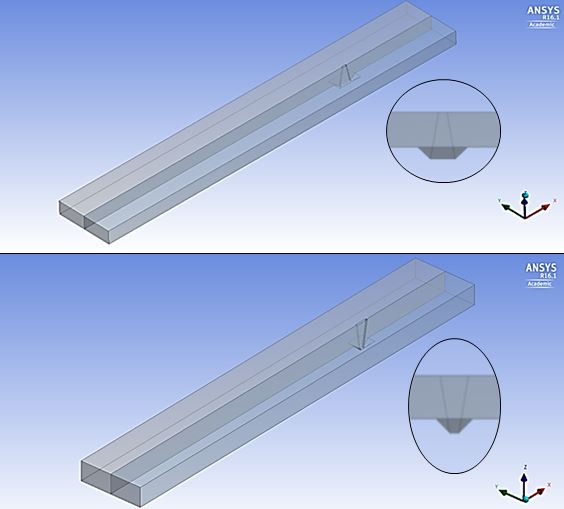 ANSYS
R16.1
Academic
Y
X
ANSYS
R16.1
Academic
Z
Y
X